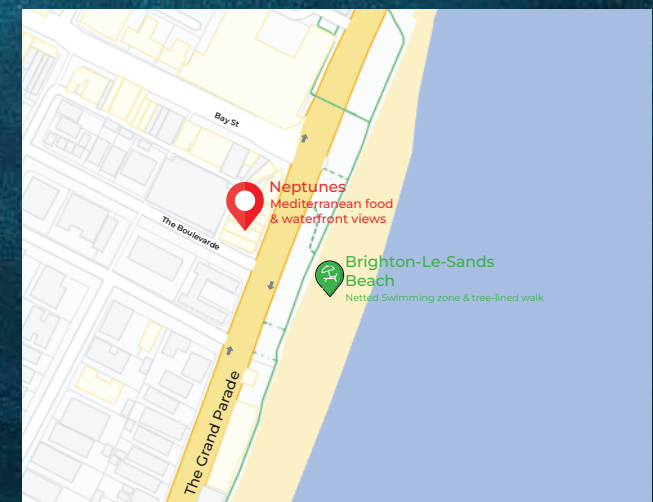 Bay St
Neptunes
Mediterranean food
& waterfront views
The Boulevarde
Brighton-Le-Sands
Beach
Netted Swimming zone & tree-lined walk
The Grand Parade